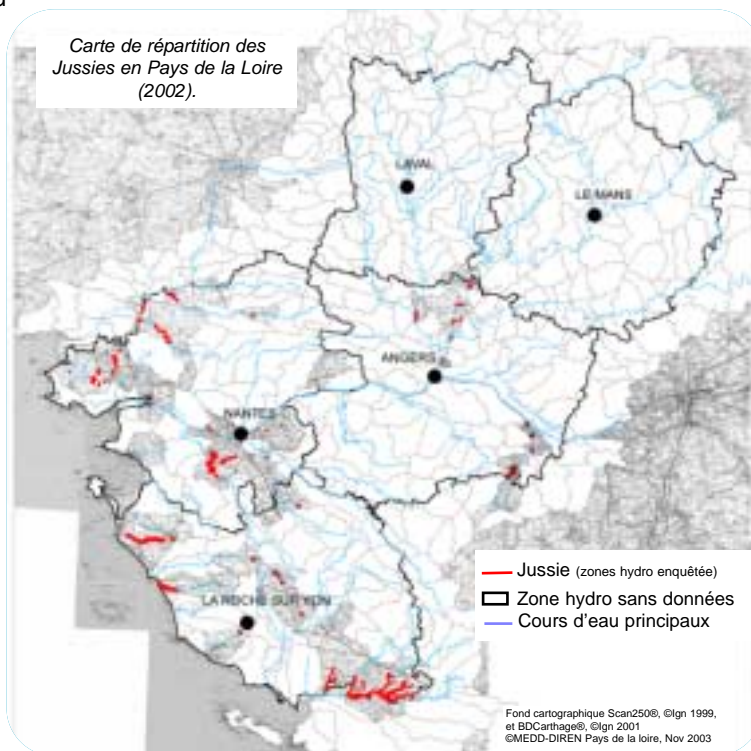 Carte de répartition des
Jussies en Pays de la Loire
(2002).
LAVAL
LE MANS
ANGERS
NANTES
LA ROCHE SUR YON
Jussie (zones hydro enquêtée)
Zone hydro sans données
Cours d'eau principaux
Fond cartographique Scan250®, ©Ign 1999,
et BDCarthage®, ©Ign 2001
©MEDD-DIREN Pays de la loire, Nov 2003